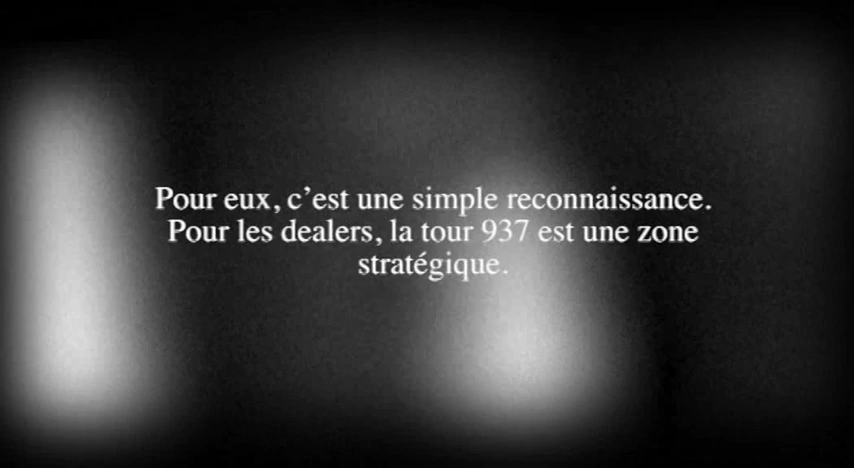 Pour eux, c’est une simple reconnaissance.
Pour les dealers, la tour 937 est une zone
stratégique.